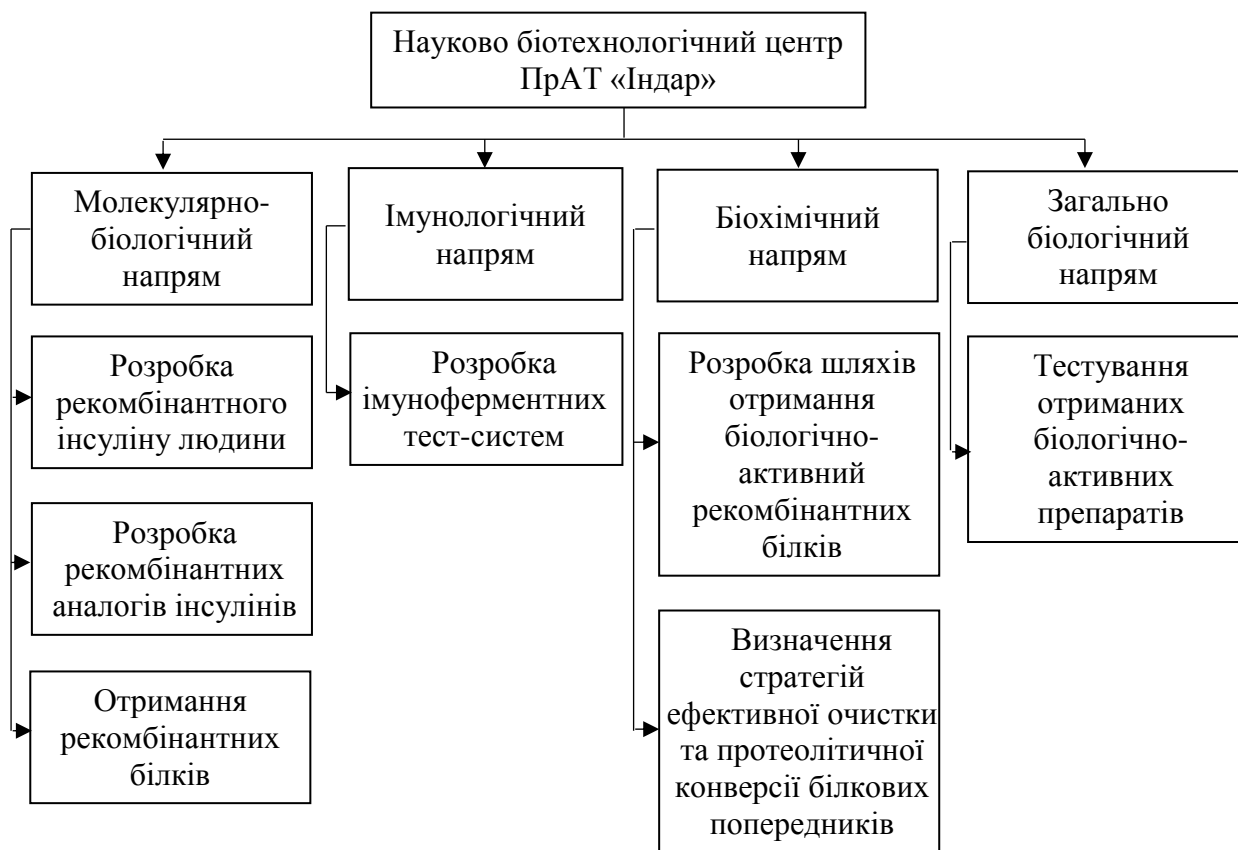 Науково біотехнологічний центр
ПрАТ «Індар»
Молекулярно-
біологічний
напрям
Розробка
рекомбінантного
інсуліну людини
Розробка
рекомбінантних
аналогів інсулінів
Отримання
рекомбінантних
білків
Імунологічний
напрям
Розробка
імуноферментних
тест-систем
Біохімічний
напрям
Розробка шляхів
отримання
біологічно-
активний
рекомбінантних
білків
Визначення
стратегій
ефективної очистки
та протеолітичної
конверсії білкових
попередників
Загально
біологічний
напрям
Тестування
отриманих
біологічно-
активних
препаратів